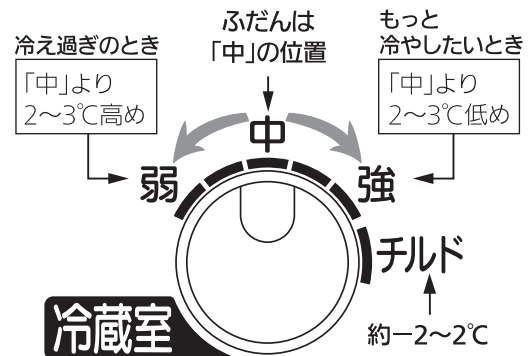 冷え過ぎのとき
「中」より
2〜3℃高め
ふだんは
「中」の位置
もっと
冷やしたいとき
「中」より
2〜3℃低め
中
弱
強
チルド
約ー2〜2℃
冷蔵室